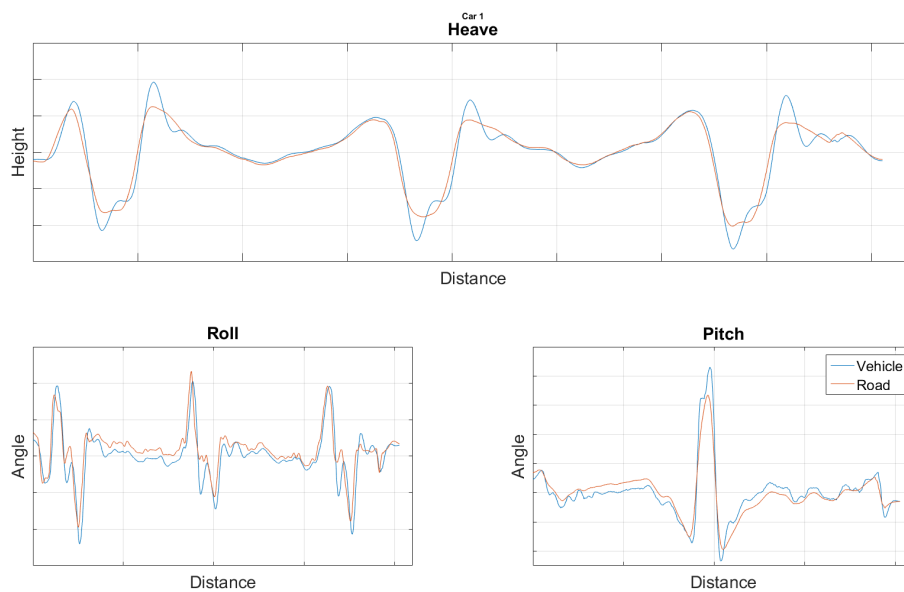 Car 1
Heave
Height
Distance
Roll
Angle
Distance
Pitch
Vehicle
Road
Angle
Distance